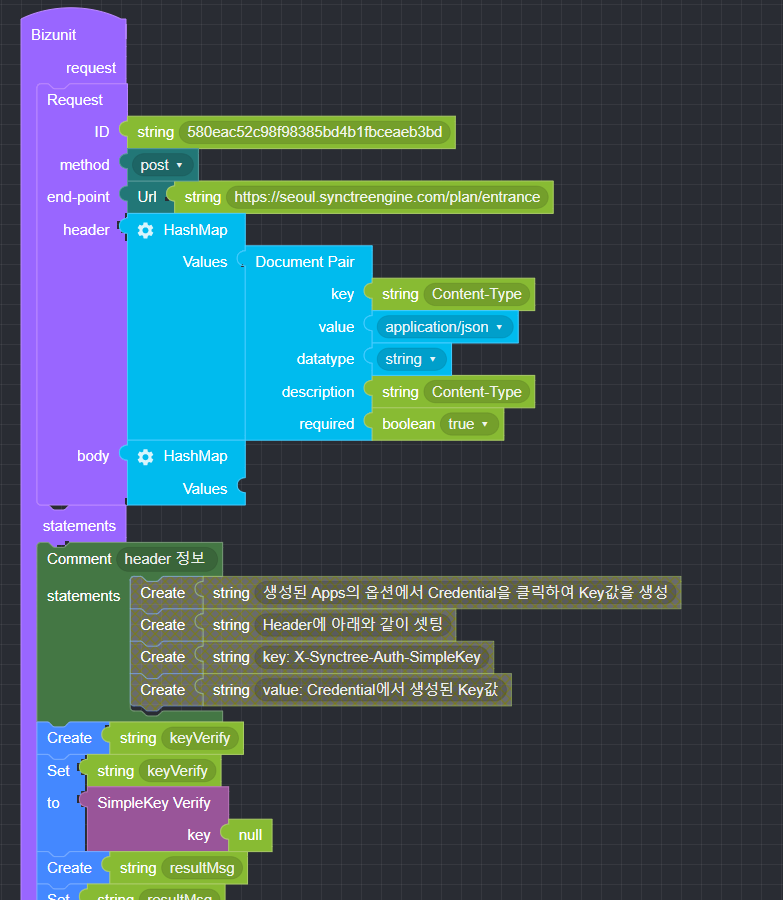 Bizunit
request
Request
ID string 580eac52c98f98385bd4b1fbceaeb3bd
method post
end-point Url string https://seoul.synctreengine.com/plan/entrance
header HashMap
Values Document Pair
key string Content-Type
value application/json
datatype string
description string Content-Type
required boolean true
body HashMap
Values
statements
Comment header 정보
statements Create string 생성된 Apps의 옵션에서 Credential을 클릭하여 Key값을 생성
Create string Header에 아래와 같이 셋팅
Create string key: X-Synctree-Auth-SimpleKey
Create string value: Credential에서 생성된 Key값
Create string keyVerify
Set string keyVerify
to SimpleKey Verify
key null
Create string resultMsg
Set string resultMsg